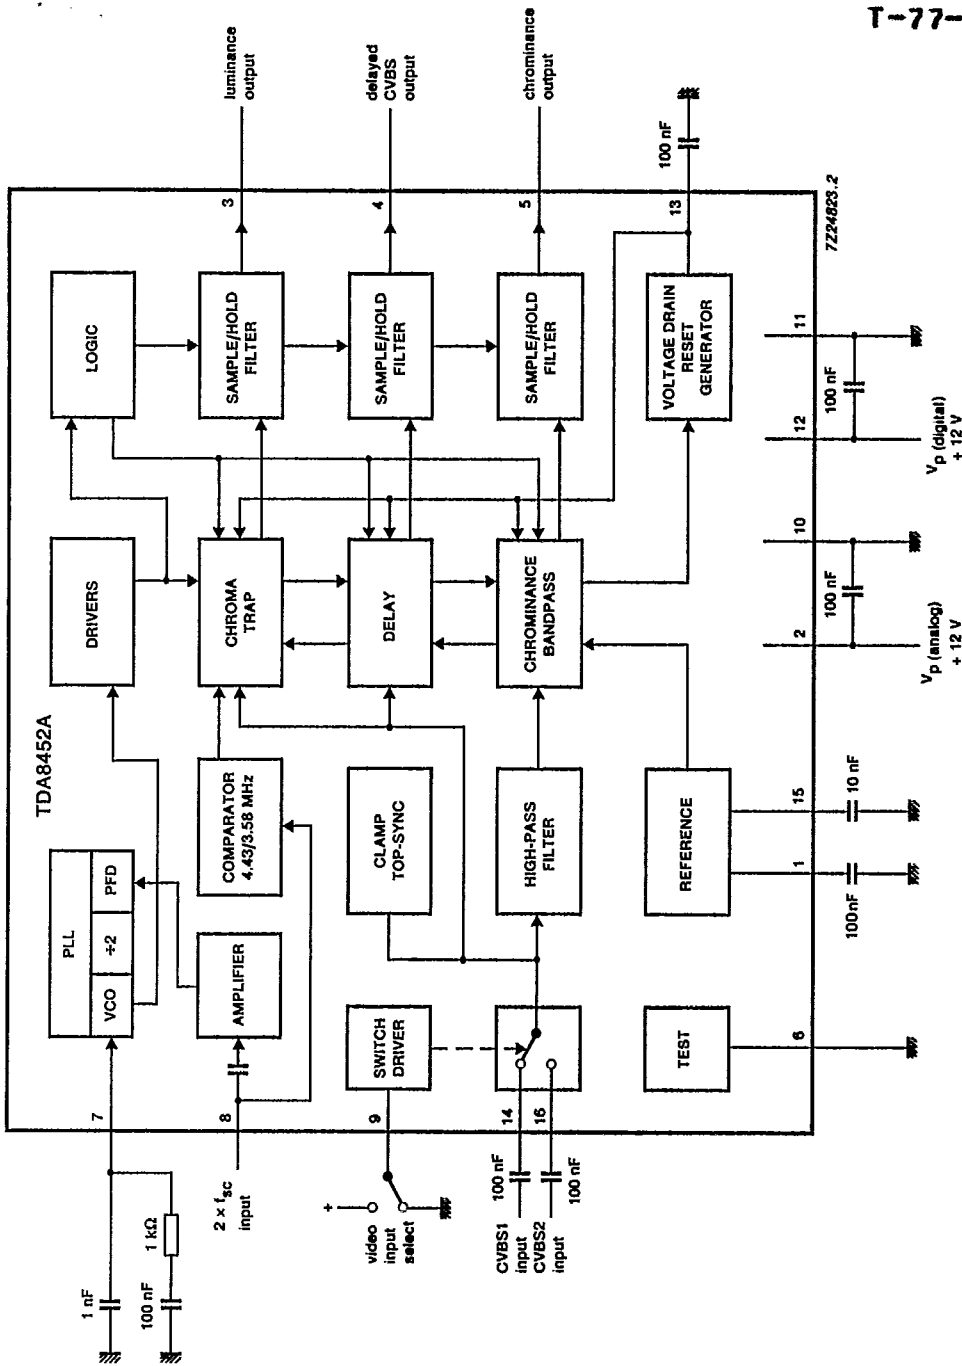 T-77-
TDA8452A
PLL
VCO
÷2
PFD
DRIVERS
LOGIC
AMPLIFIER
COMPARATOR
4.43/3.58 MHz
CHROMA
TRAP
SAMPLE/HOLD
FILTER
SWITCH
DRIVER
CLAMP
TOP-SYNC
DELAY
SAMPLE/HOLD
FILTER
HIGH-PASS
FILTER
CHROMINANCE
BANDPASS
SAMPLE/HOLD
FILTER
TEST
REFERENCE
VOLTAGE DRAIN
RESET
GENERATOR
1 nF
100 nF
1 kΩ
7
2 x fsc
input
8
+
video
input
select
9
CVBS1
input
100 nF
14
CVBS2
input
100 nF
16
3
luminance
output
4
delayed
CVBS
output
5
chrominance
output
13
100 nF
6
1
100nF
15
10 nF
2
Vp (analog)
+ 12 V
100 nF
10
12
Vp (digital)
+ 12 V
100 nF
11
7Z24823.2